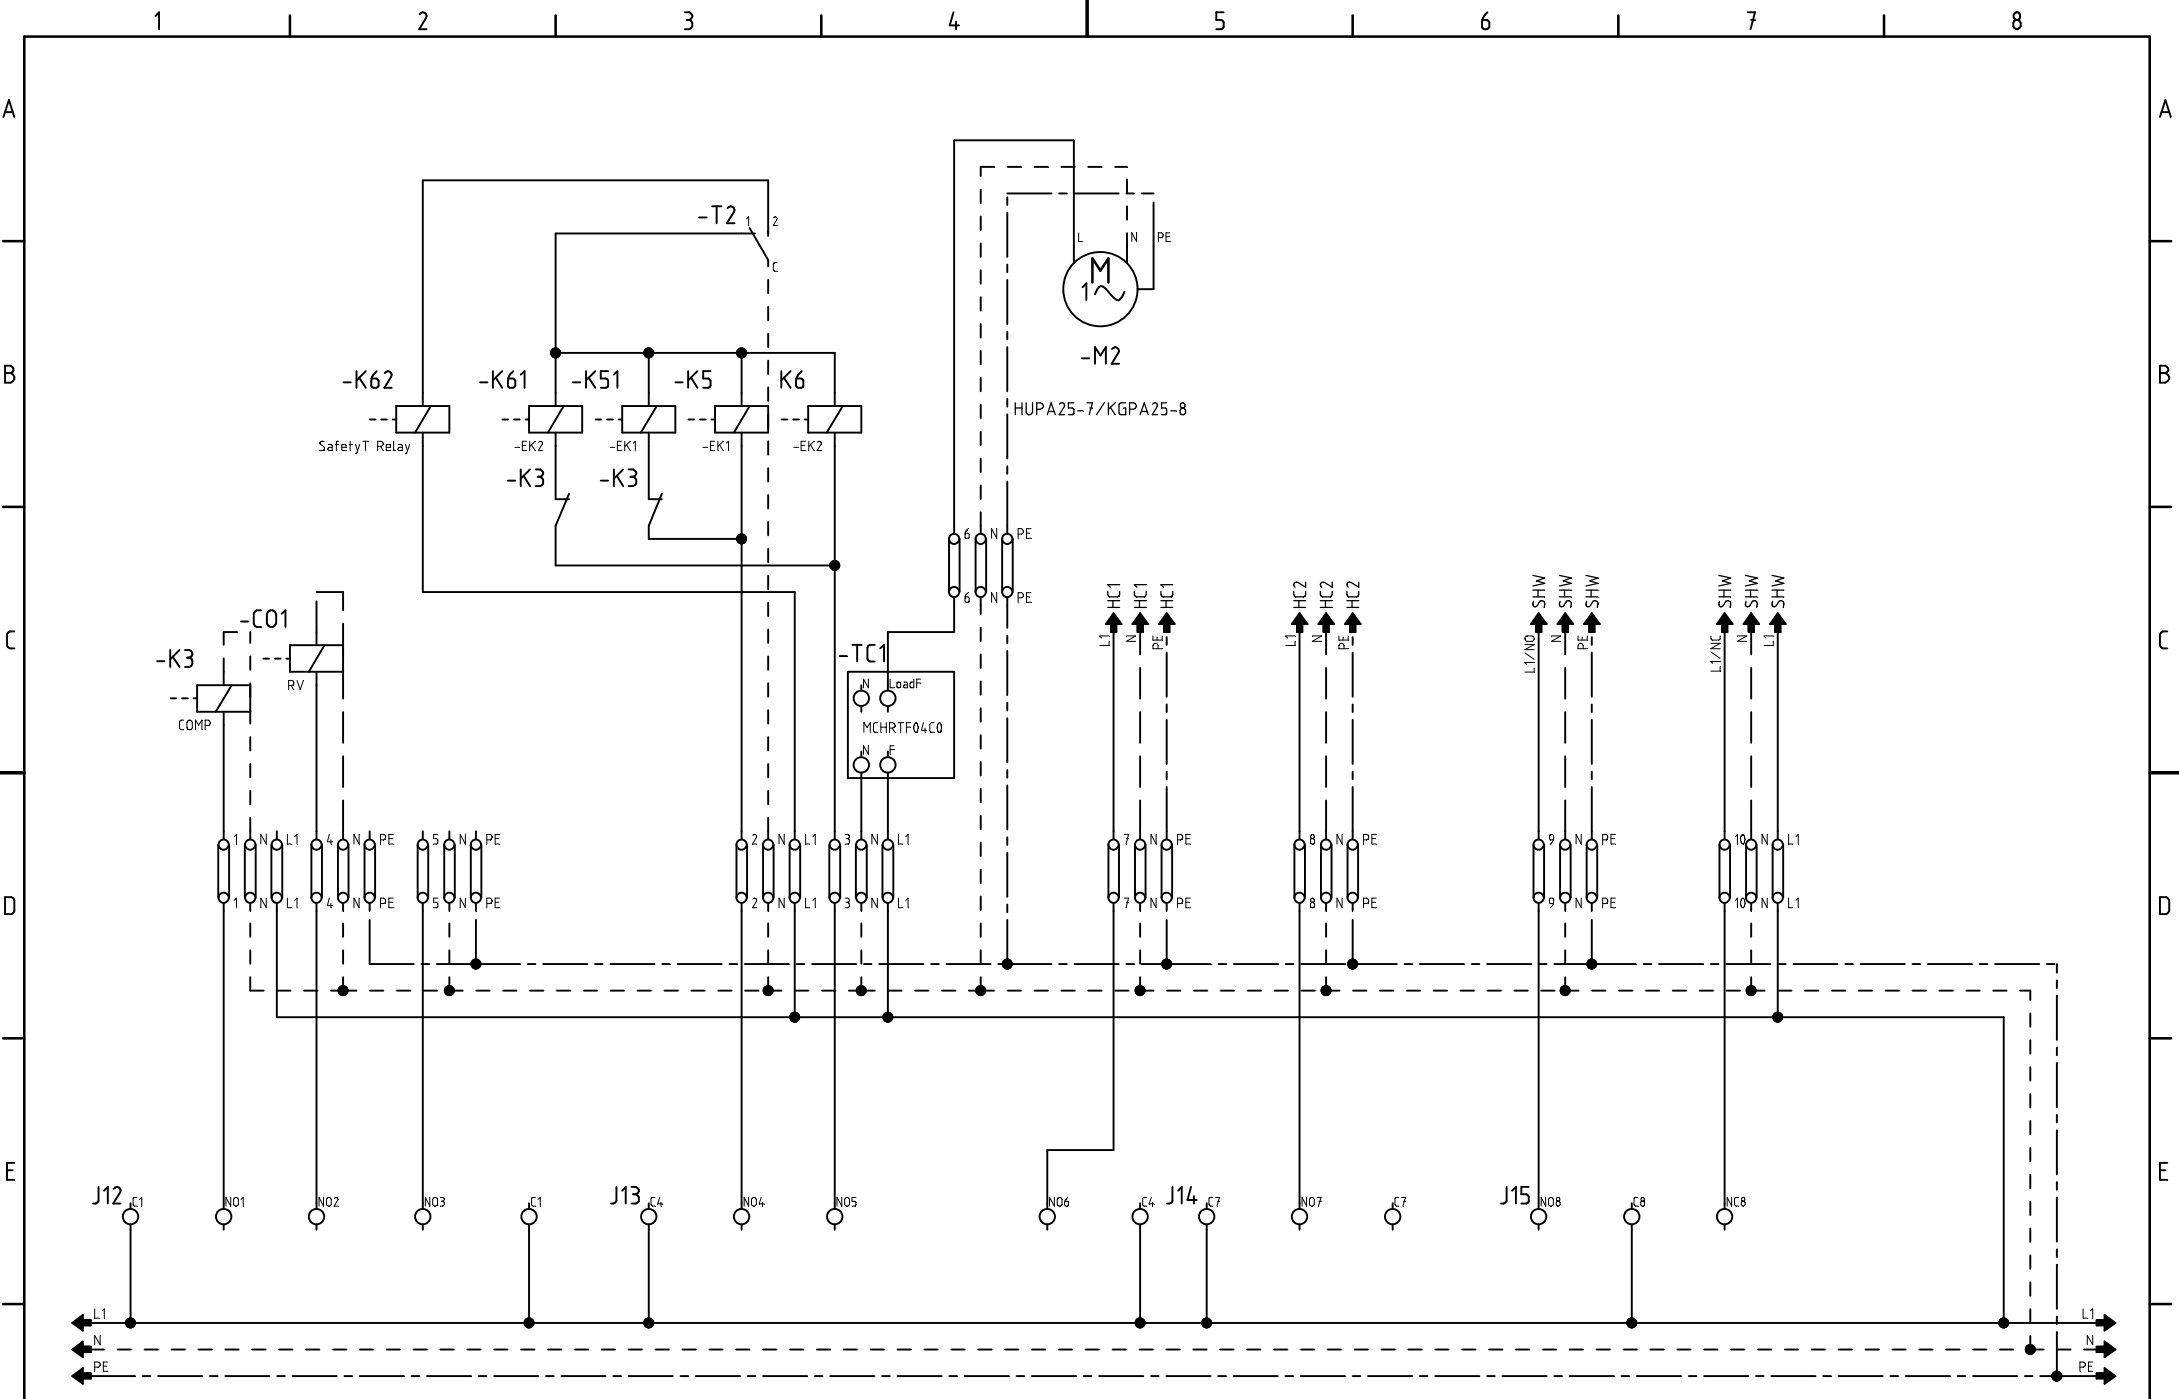 1 2 3 4 5 6 7 8
A A
-T2 1 2
L N PE
B B
C
M
1
-M2
-K62 -K61 -K51 -K5 K6
HUPA25-7/KGPA25-8
SafetyT Relay -EK2 -EK1 -EK1 -EK2
-K3 -K3
6 N PE
6 N PE
HC1 HC1 HC1 HC2 HC2 HC2 SHW SHW SHW SHW SHW SHW
-CO1
C C
L1 N PE L1 N PE L1/NO N PE L1/NC N L1
-K3 -TC1
RV N LoadF
COMP MCHRTF04C0
N F
1 N L1 4 N PE 5 N PE 2 N L1 3 N L1 7 N PE 8 N PE 9 N PE 10 N L1
1 N L1 4 N PE 5 N PE 2 N L1 3 N L1 7 N PE 8 N PE 9 N PE 10 N L1
D D
E E
J12 C1 NO1 NO2 NO3 C1 J13 C4 NO4 NO5 NO6 C4 J14 C7 NO7 C7 J15 NO8 C8 NC8
L1 L1
N N
PE PE